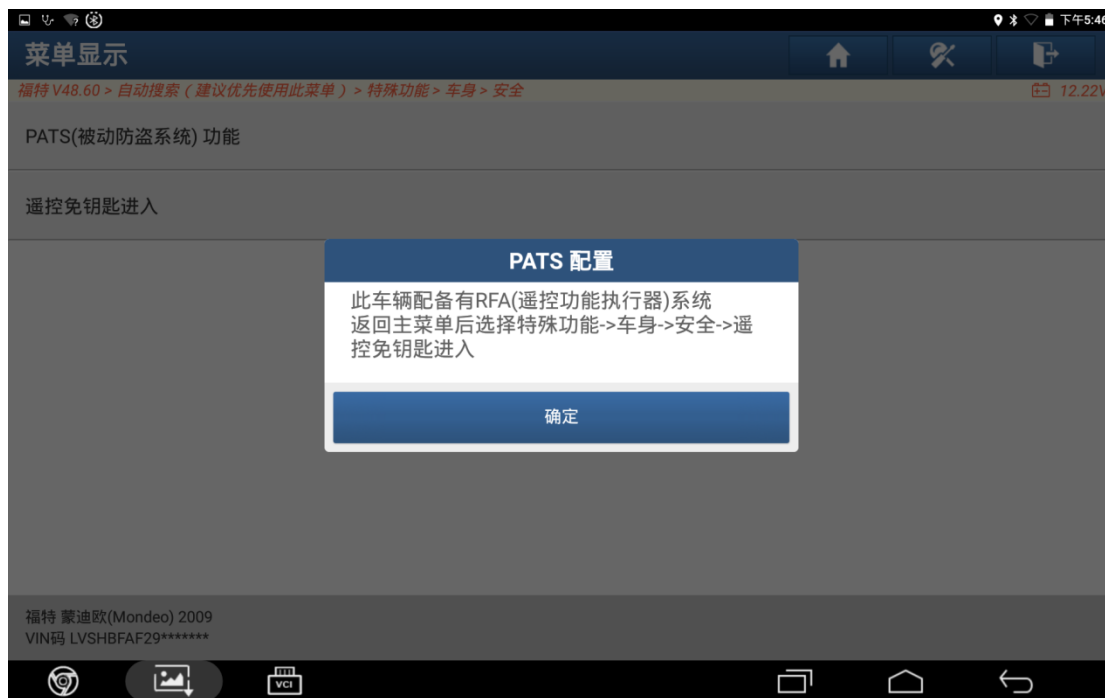 下午5:46
菜单显示
福特 V48.60 > 自动搜索 ( 建议优先使用此菜单 ) > 特殊功能 > 车身 > 安全
12.22V
PATS(被动防盗系统) 功能
遥控免钥匙进入
PATS 配置
此车辆配备有RFA(遥控功能执行器)系统
返回主菜单后选择特殊功能->车身->安全->遥
控免钥匙进入
确定
福特 蒙迪欧(Mondeo) 2009
VIN码 LVSHBFAF29*******
VCI